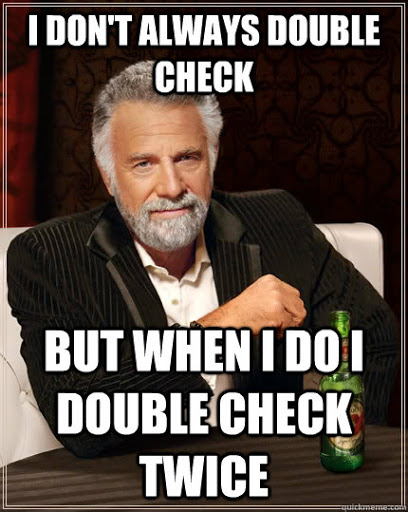 I DON'T ALWAYS DOUBLE
CHECK
BUT WHEN I DO I
DOUBLE CHECK
TWICE
quickmeme.com